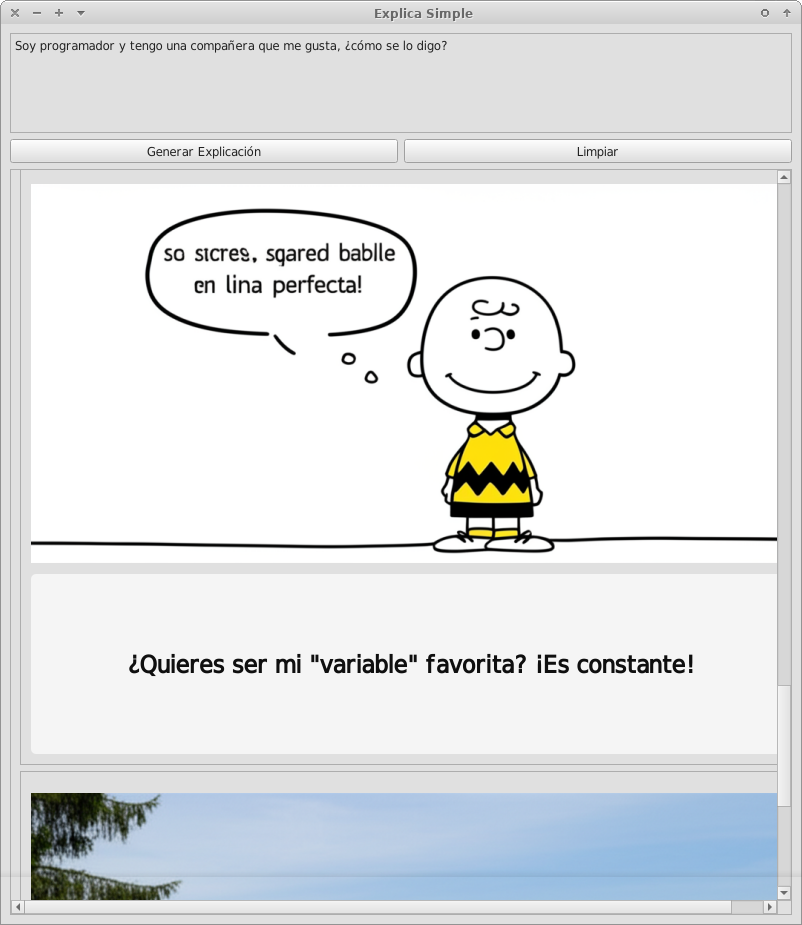 Explica Simple
Soy programador y tengo una compañera que me gusta, ¿cómo se lo digo?
Generar Explicación
Limpiar
so sıcres, sgared bablle
en lina perfecta!
¿Quieres ser mi "variable" favorita? ¡Es constante!